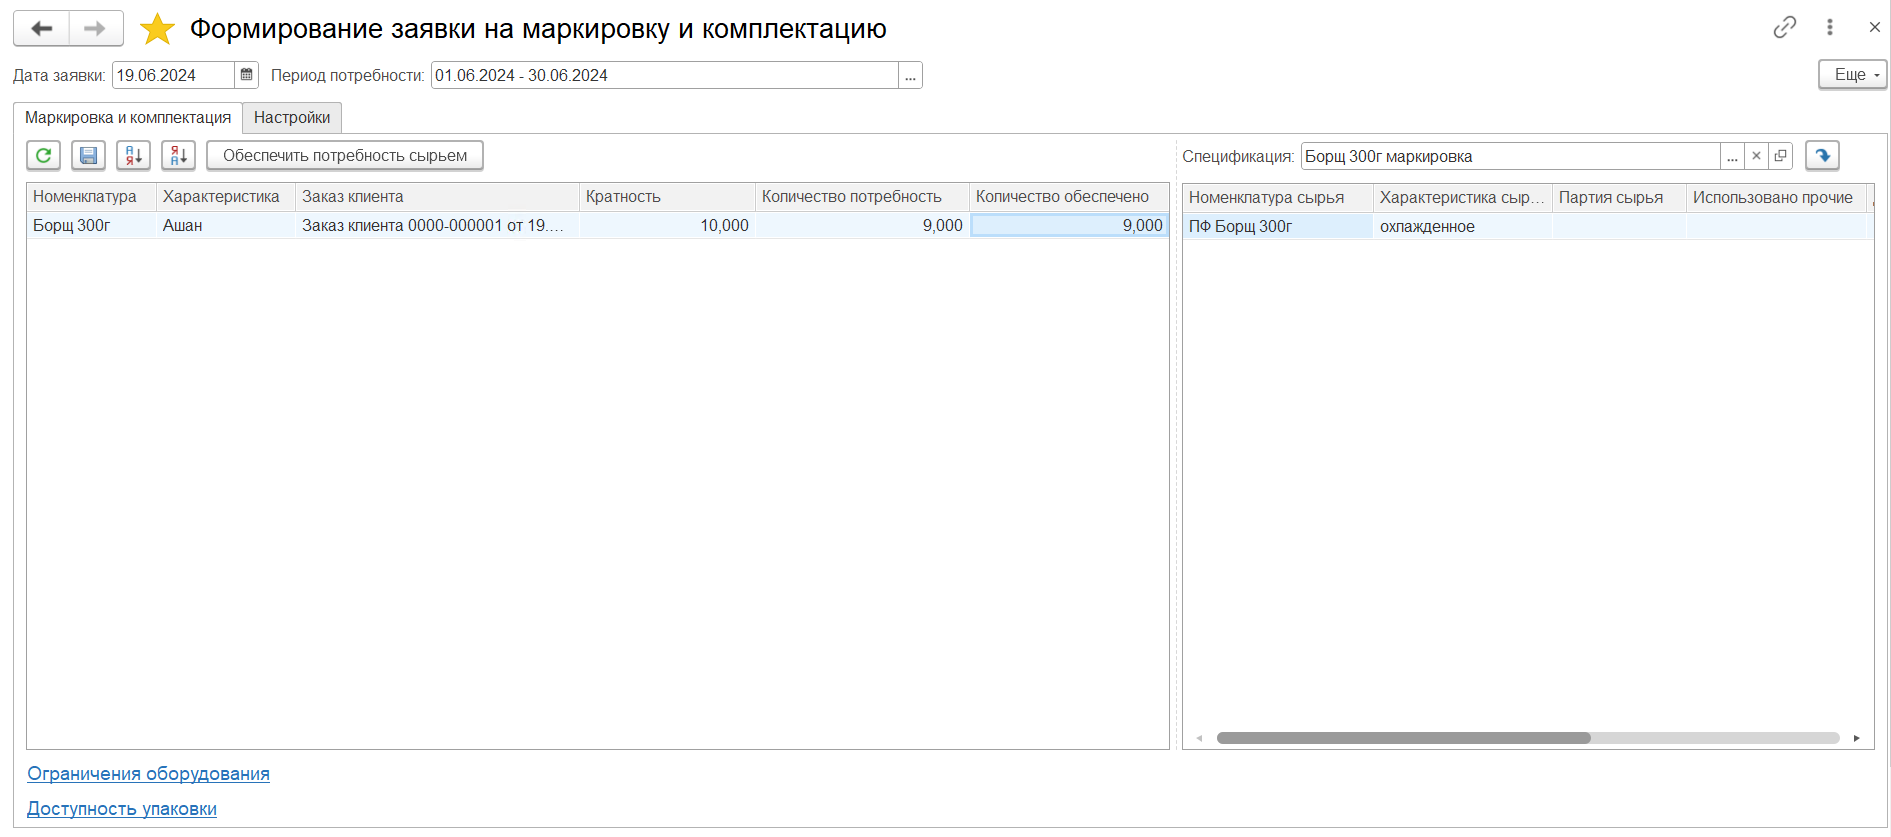 Формирование заявки на маркировку и комплектацию
Дата заявки: 19.06.2024 Период потребности: 01.06.2024 - 30.06.2024 ... Еще
Маркировка и комплектация Настройки
Обеспечить потребность сырьем Спецификация: Борщ 300г маркировка ...
Номенклатура Характеристика Заказ клиента Кратность Количество потребность Количество обеспечено Номенклатура сырья Характеристика сыр... Партия сырья Использовано прочие
Борщ 300г Ашан Заказ клиента 0000-000001 от 19.... 10,000 9,000 9,000 ПФ Борщ 300г охлажденное
Ограничения оборудования
Доступность упаковки